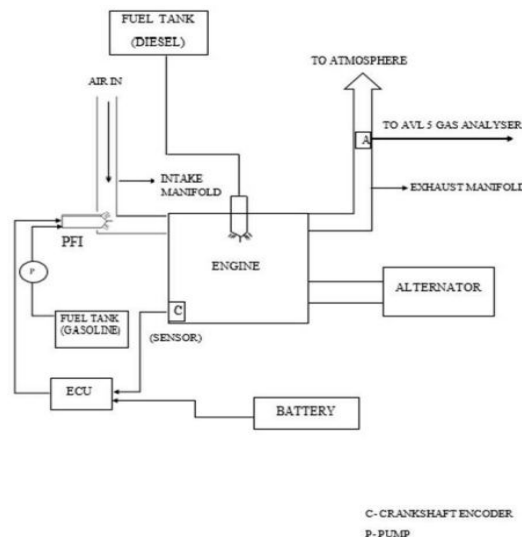 FUEL TANK
(DIESEL)
TO ATMOSPHERE
AIR IN
TO AVL 5 GAS ANALYSER
A
INTAKE
MANIFOLD
EXHAUST MANIFOLD
PFI
ENGINE
P
ALTERNATOR
FUEL TANK
(GASOLINE)
C
(SENSOR)
ECU
BATTERY
C- CRANKSHAFT ENCODER
P- PUMP